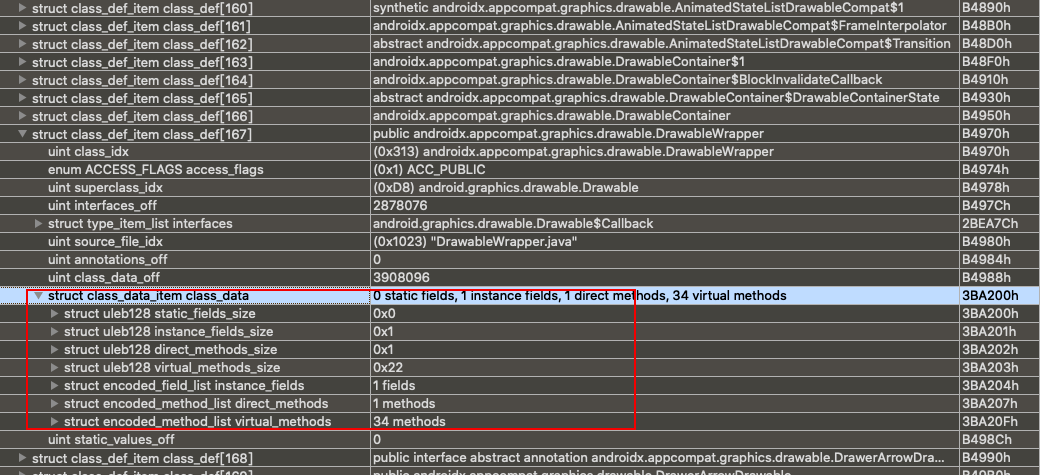 struct class_def_item class_def[160] synthetic androidx.appcompat.graphics.drawable.AnimatedStateListDrawableCompat$1 B4890h
struct class_def_item class_def[161] androidx.appcompat.graphics.drawable.AnimatedStateListDrawableCompat$FrameInterpolator B48B0h
struct class_def_item class_def[162] abstract androidx.appcompat.graphics.drawable.AnimatedStateListDrawableCompat$Transition B48D0h
struct class_def_item class_def[163] androidx.appcompat.graphics.drawable.DrawableContainer$1 B48F0h
struct class_def_item class_def[164] androidx.appcompat.graphics.drawable.DrawableContainer$BlockInvalidateCallback B4910h
struct class_def_item class_def[165] abstract androidx.appcompat.graphics.drawable.DrawableContainer$DrawableContainerState B4930h
struct class_def_item class_def[166] androidx.appcompat.graphics.drawable.DrawableContainer B4950h
struct class_def_item class_def[167] public androidx.appcompat.graphics.drawable.DrawableWrapper B4970h
uint class_idx (0x313) androidx.appcompat.graphics.drawable.DrawableWrapper B4970h
enum ACCESS_FLAGS access_flags (0x1) ACC_PUBLIC B4974h
uint superclass_idx (0xD8) android.graphics.drawable.Drawable B4978h
uint interfaces_off 2878076 B497Ch
struct type_item_list interfaces android.graphics.drawable.Drawable$Callback 2BEA7Ch
uint source_file_idx (0x1023) "DrawableWrapper.java" B4980h
uint annotations_off 0 B4984h
uint class_data_off 3908096 B4988h
struct class_data_item class_data 0 static fields, 1 instance fields, 1 direct methods, 34 virtual methods 3BA200h
struct uleb128 static_fields_size 0x0 3BA200h
struct uleb128 instance_fields_size 0x1 3BA201h
struct uleb128 direct_methods_size 0x1 3BA202h
struct uleb128 virtual_methods_size 0x22 3BA203h
struct encoded_field_list instance_fields 1 fields 3BA204h
struct encoded_method_list direct_methods 1 methods 3BA207h
struct encoded_method_list virtual_methods 34 methods 3BA20Fh
uint static_values_off 0 B498Ch
struct class_def_item class_def[168] public interface abstract annotation androidx.appcompat.graphics.drawable.DrawerArrowDra... B4990h